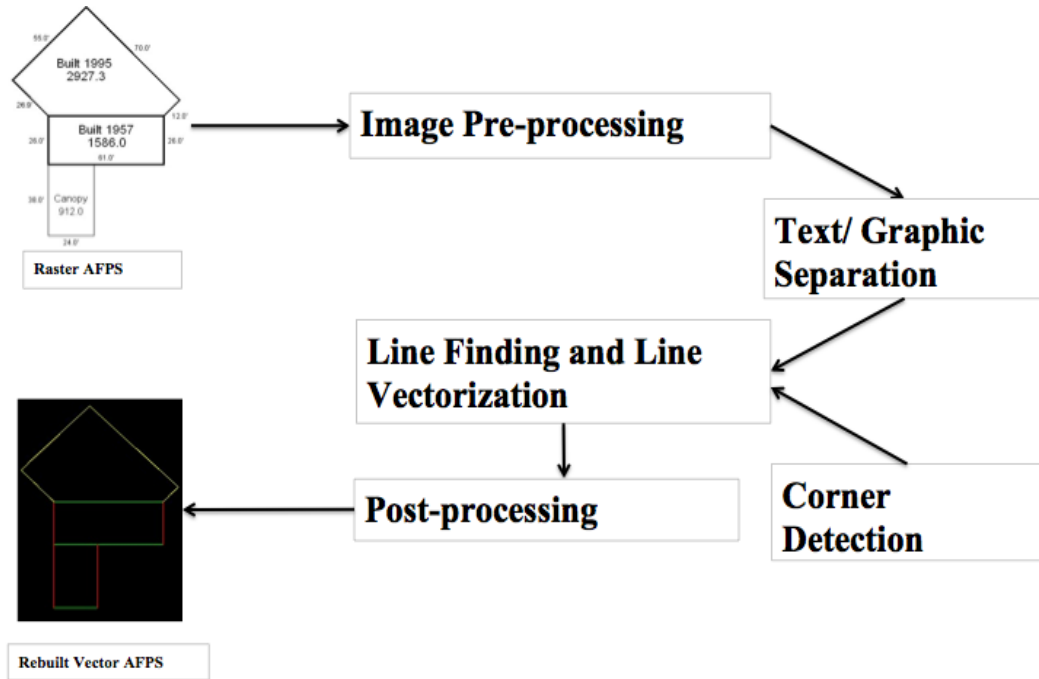 55.0'
70.0'
Built 1995
2927.3
26.0'
12.0'
Built 1957
1586.0
26.0'
26.0'
61.0'
38.0'
Canopy
912.0
24.0'
Raster AFPS
Image Pre-processing
Text/ Graphic
Separation
Line Finding and Line
Vectorization
Corner
Detection
Post-processing
Rebuilt Vector AFPS